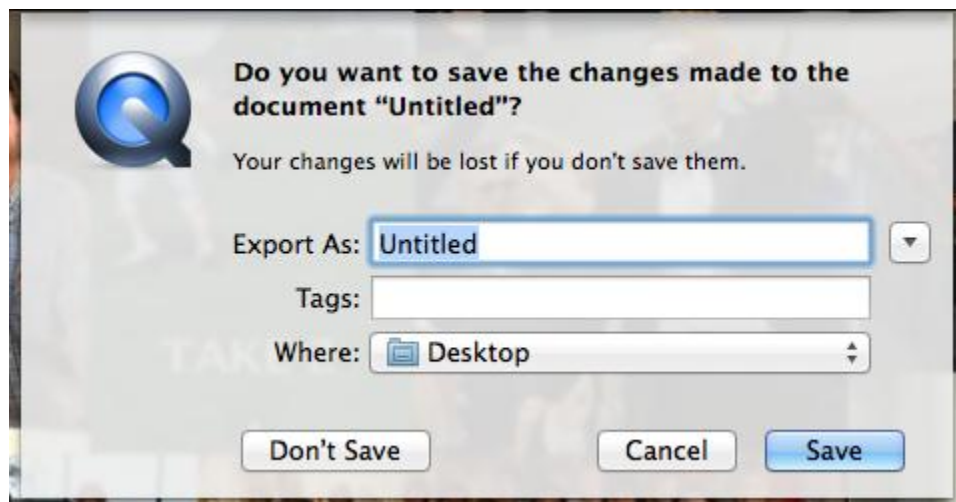 Do you want to save the changes made to the
document “Untitled”?
Your changes will be lost if you don’t save them.
Export As: Untitled
Tags:
Where: Desktop
Don’t Save Cancel Save